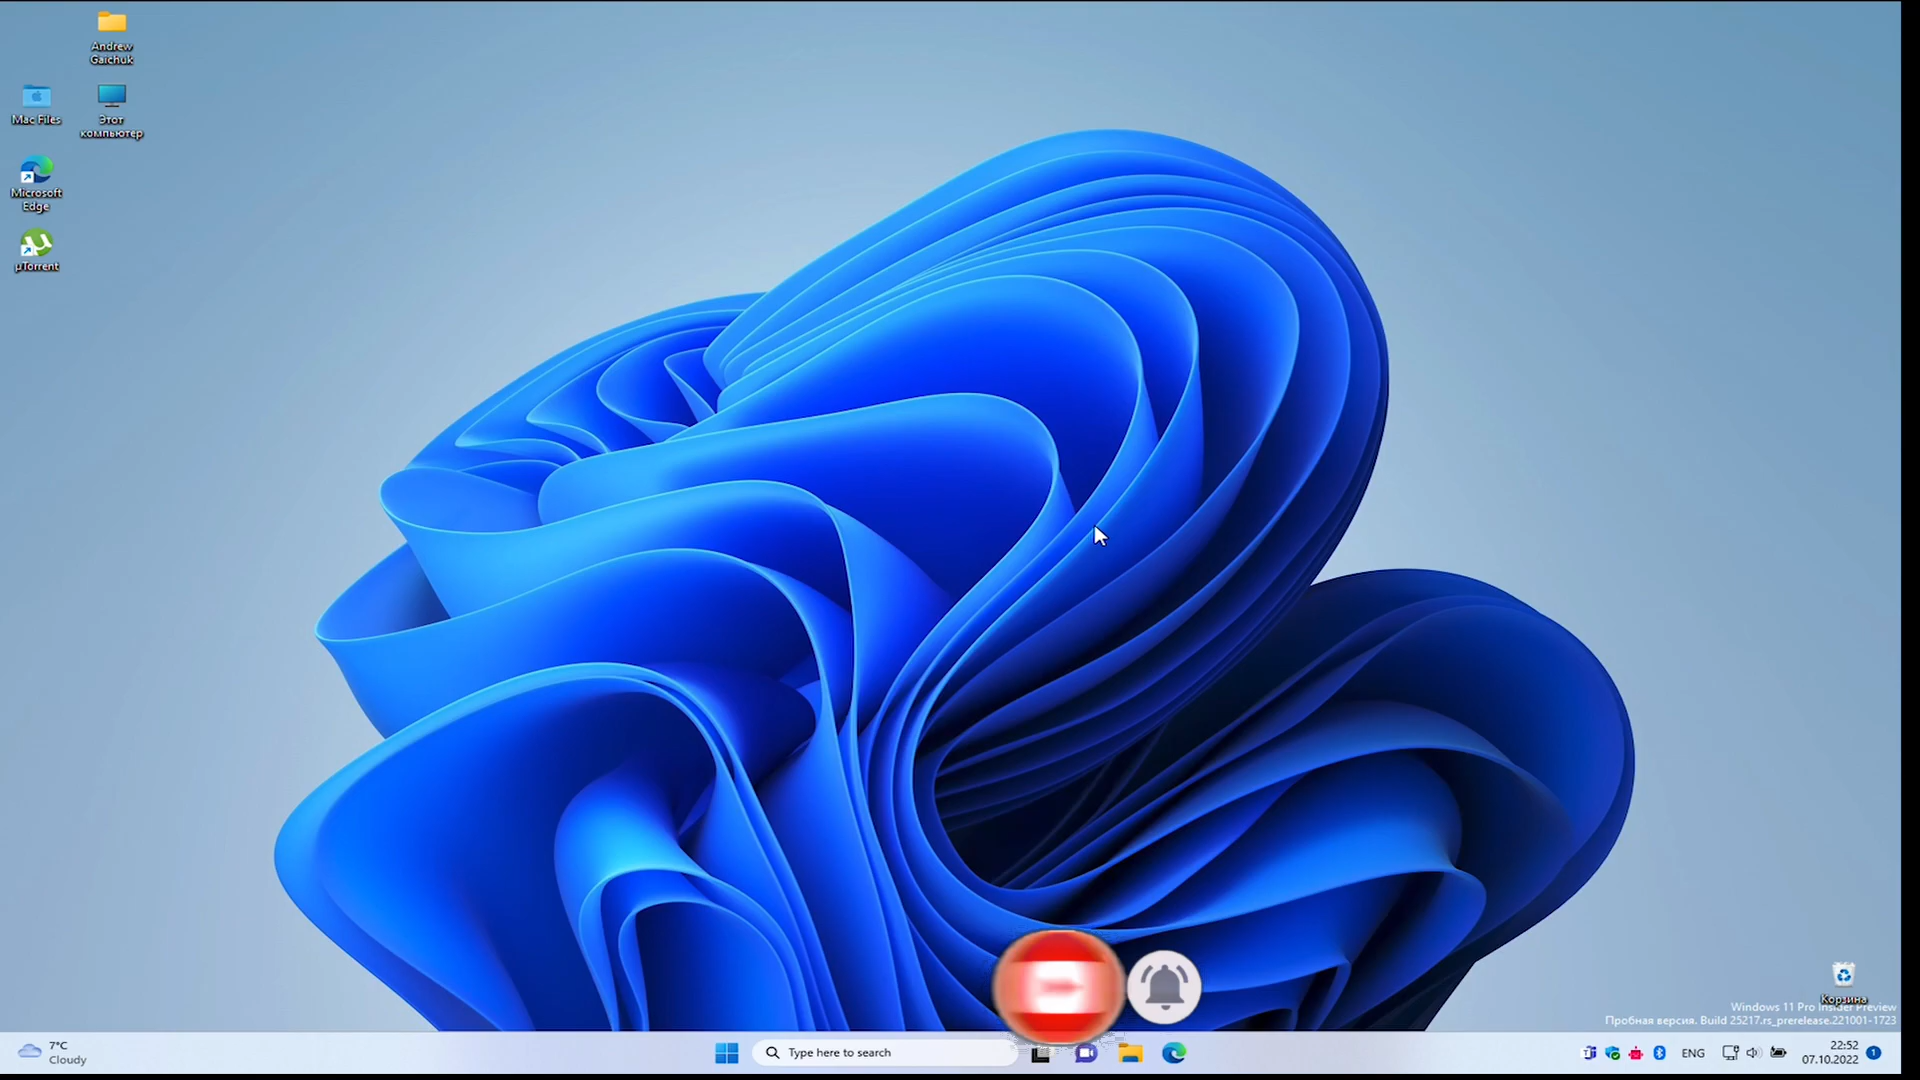 Andrew
Gaichuk
Mac Files
Этот
компьютер
Microsoft
Edge
µTorrent
Корзина
Windows 11 Pro Insider Preview
Пробная версия. Build 25217.rs_prerelease.221001-1723
7°C
Cloudy
Type here to search
ENG
22:52
07.10.2022
1